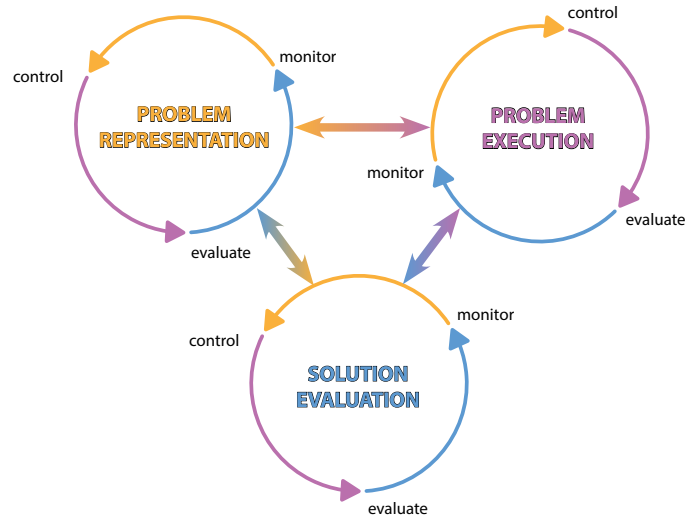 control
monitor
PROBLEM
REPRESENTATION
evaluate
control
PROBLEM
EXECUTION
monitor
evaluate
control
monitor
SOLUTION
EVALUATION
evaluate